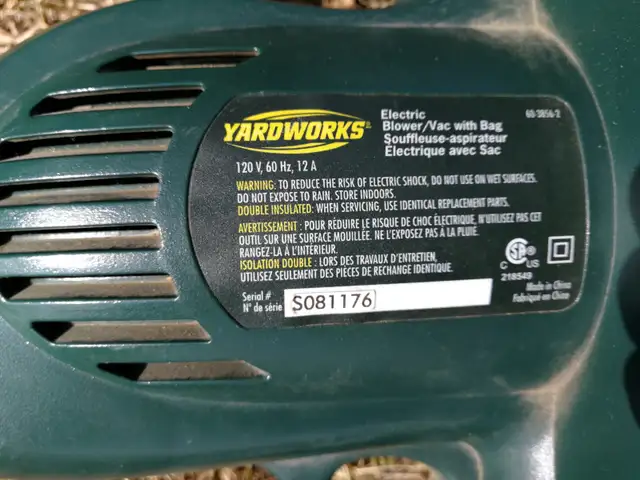 YARDWORKS®
Electric
Blower/Vac with Bag
Souffleuse-aspirateur
Électrique avec Sac
60-3856-2
120 V, 60 Hz, 12 A
WARNING: TO REDUCE THE RISK OF ELECTRIC SHOCK, DO NOT USE ON WET SURFACES.
DO NOT EXPOSE TO RAIN. STORE INDOORS.
DOUBLE INSULATED: WHEN SERVICING, USE IDENTICAL REPLACEMENT PARTS.
AVERTISSEMENT : POUR RÉDUIRE LE RISQUE DE CHOC ÉLECTRIQUE, N'UTILISEZ PAS CET
OUTIL SUR UNE SURFACE MOUILLÉE. NE L'EXPOSEZ PAS À LA PLUIE.
RANGEZ-LA À L'INTÉRIEUR.
ISOLATION DOUBLE : LORS DES TRAVAUX D'ENTRETIEN,
UTILISEZ SEULEMENT DES PIÈCES DE RECHANGE IDENTIQUE.
Serial #
N° de série
S081176
C US
®
218549
Made in China
Fabriqué en Chine